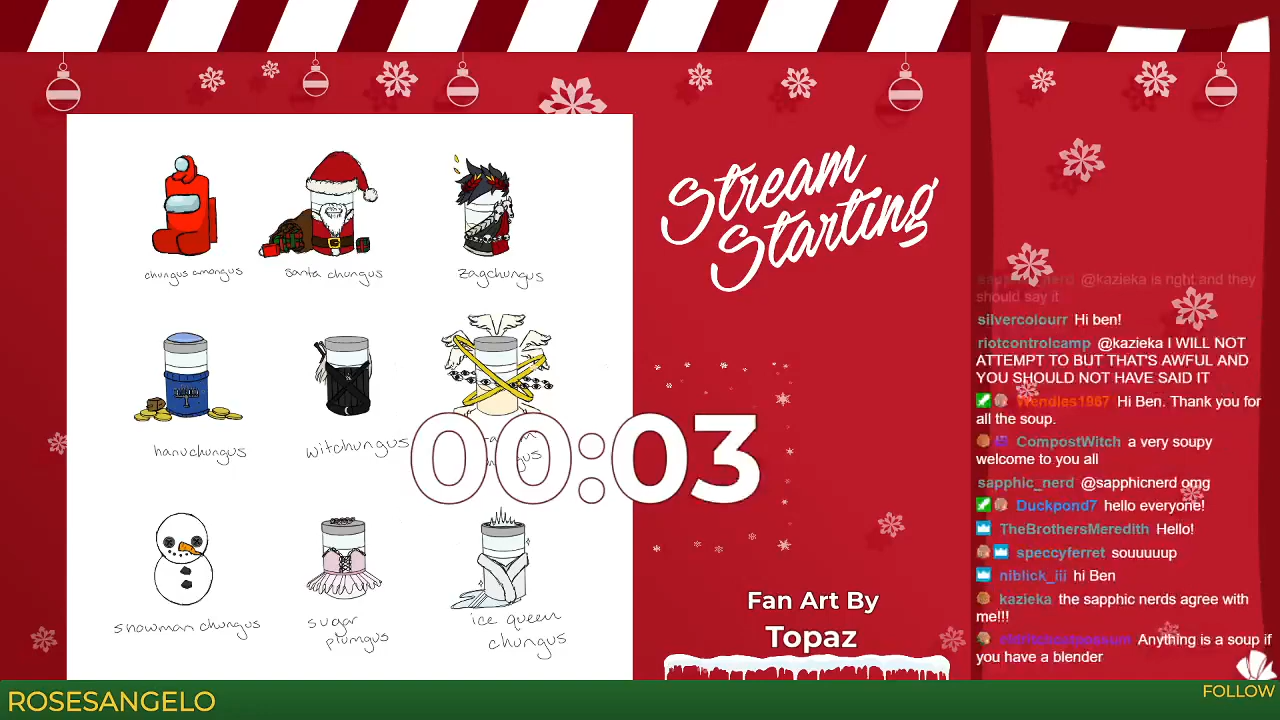 Stream
Starting
chungus amongus
santa chungus
zagchungus
hanuchungus
witchungus
00:03
snowman chungus
sugar
plumgus
ice queen
chungus
Fan Art By
Topaz
sapphic_nerd @kazieka is right and they
should say it
silvercolourr Hi ben!
riotcontrolcamp @kazieka I WILL NOT
ATTEMPT TO BUT THAT'S AWFUL AND
YOU SHOULD NOT HAVE SAID IT
Wendles1967 Hi Ben. Thank you for
all the soup.
CompostWitch a very soupy
welcome to you all
sapphic_nerd @sapphicnerd omg
Duckpond7 hello everyone!
TheBrothersMeredith Hello!
speccyferret souuuuup
niblick_iii hi Ben
kazieka the sapphic nerds agree with
me!!!
Anything is a soup if
you have a blender
ROSESANGELO
FOLLOW